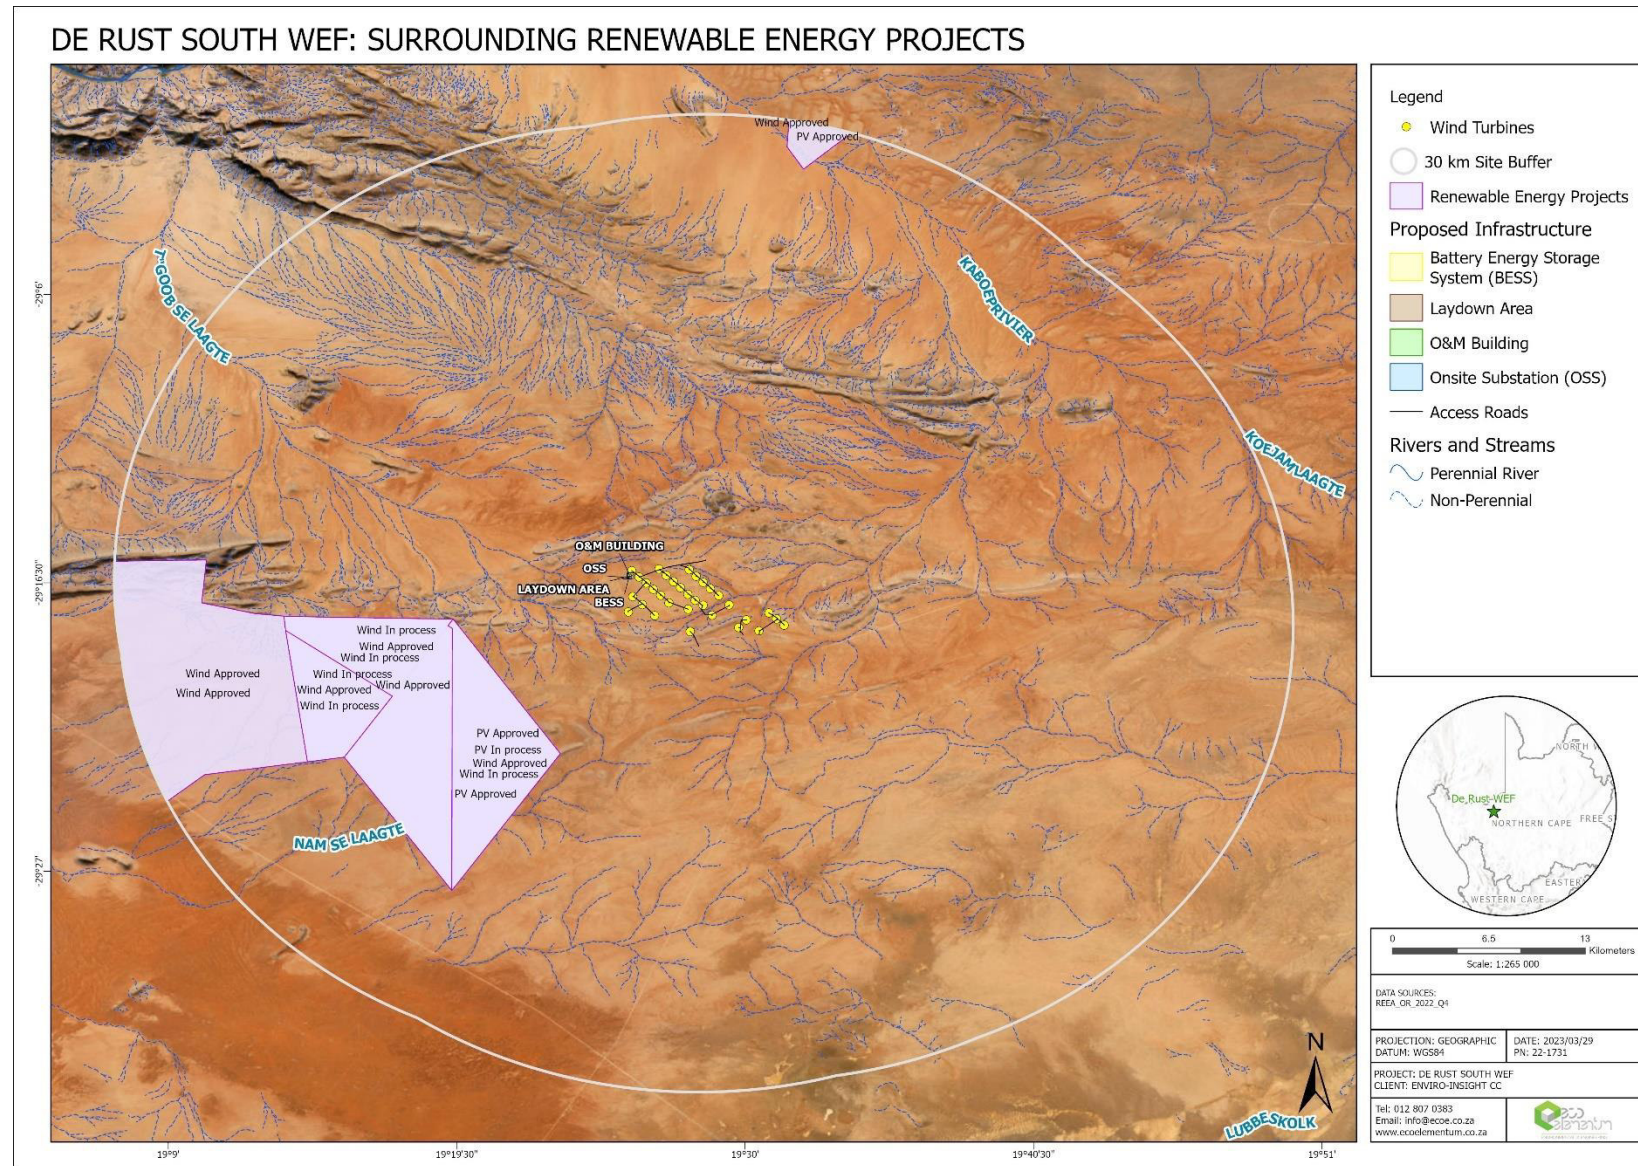 DE RUST SOUTH WEF: SURROUNDING RENEWABLE ENERGY PROJECTS
Wind Approved
PV Approved
T"GOOB SE LAAGTE
KABOEPRIVIER
KOEJAMLAAGTE
O&M BUILDING
OSS
LAYDOWN AREA
BESS
Wind In process
Wind Approved
Wind In process
Wind In process
Wind Approved
Wind Approved
Wind In process
Wind Approved
Wind Approved
PV Approved
PV In process
Wind Approved
Wind In process
PV Approved
NAM SE LAAGTE
LUBBESKOLK
N
-29°6'
-29°16'30"
-29°27'
19°9'
19°19'30"
19°30'
19°40'30"
19°51'
Legend
Wind Turbines
30 km Site Buffer
Renewable Energy Projects
Proposed Infrastructure
Battery Energy Storage
System (BESS)
Laydown Area
O&M Building
Onsite Substation (OSS)
Access Roads
Rivers and Streams
Perennial River
Non-Perennial
NORTH W
De Rust-WEF
NORTHERN CAPE
FREE S
EASTER
WESTERN CAPE
0 6.5 13
Kilometers
Scale: 1:265 000
DATA SOURCES:
REEA_OR_2022_Q4
PROJECTION: GEOGRAPHIC
DATUM: WGS84
DATE: 2023/03/29
PN: 22-1731
PROJECT: DE RUST SOUTH WEF
CLIENT: ENVIRO-INSIGHT CC
Tel: 012 807 0383
Email: info@ecoe.co.za
www.ecoelementum.co.za
eco
elementum